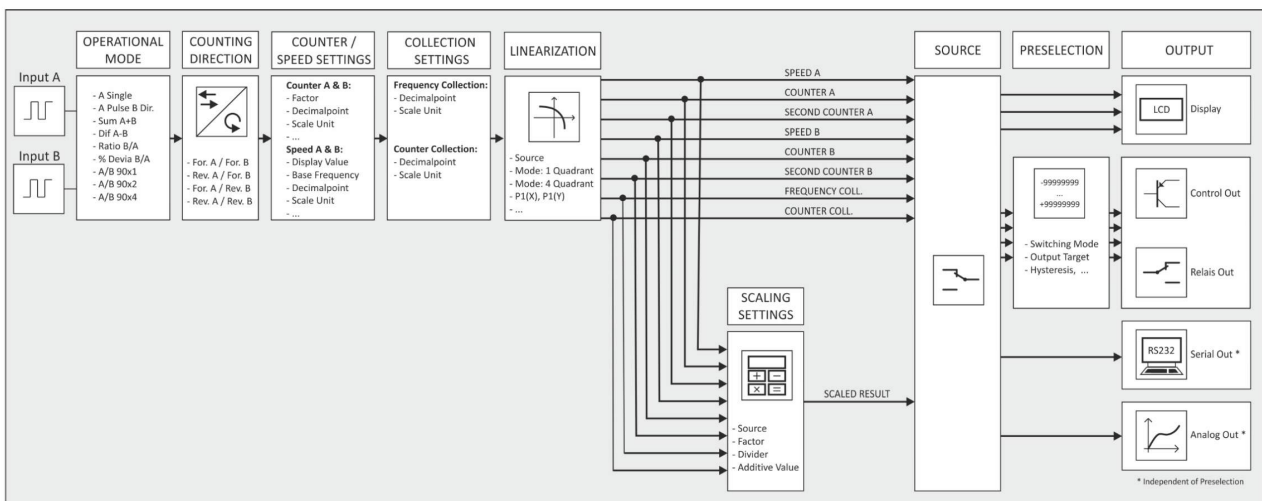 OPERATIONAL
MODE
COUNTING
DIRECTION
COUNTER /
SPEED SETTINGS
COLLECTION
SETTINGS
LINEARIZATION
SOURCE
PRESELECTION
OUTPUT
Input A
Input B
- A Single
- A Pulse B Dir.
- Sum A+B
- Dif A-B
- Ratio B/A
- % Devia B/A
- A/B 90x1
- A/B 90x2
- A/B 90x4
- For. A / For. B
- Rev. A / For. B
- For. A / Rev. B
- Rev. A / Rev. B
Counter A & B:
- Factor
- Decimalpoint
- Scale Unit
- ...
Speed A & B:
- Display Value
- Base Frequency
- Decimalpoint
- Scale Unit
- ...
Frequency Collection:
- Decimalpoint
- Scale Unit
Counter Collection:
- Decimalpoint
- Scale Unit
- Source
- Mode: 1 Quadrant
- Mode: 4 Quadrant
- P1(X), P1(Y)
- ...
SPEED A
COUNTER A
SECOND COUNTER A
SPEED B
COUNTER B
SECOND COUNTER B
FREQUENCY COLL.
COUNTER COLL.
SCALING
SETTINGS
- Source
- Factor
- Divider
- Additive Value
SCALED RESULT
-99999999
...
+99999999
- Switching Mode
- Output Target
- Hysteresis, ...
LCD
Display
Control Out
Relais Out
RS232
Serial Out *
Analog Out *
* Independent of Preselection